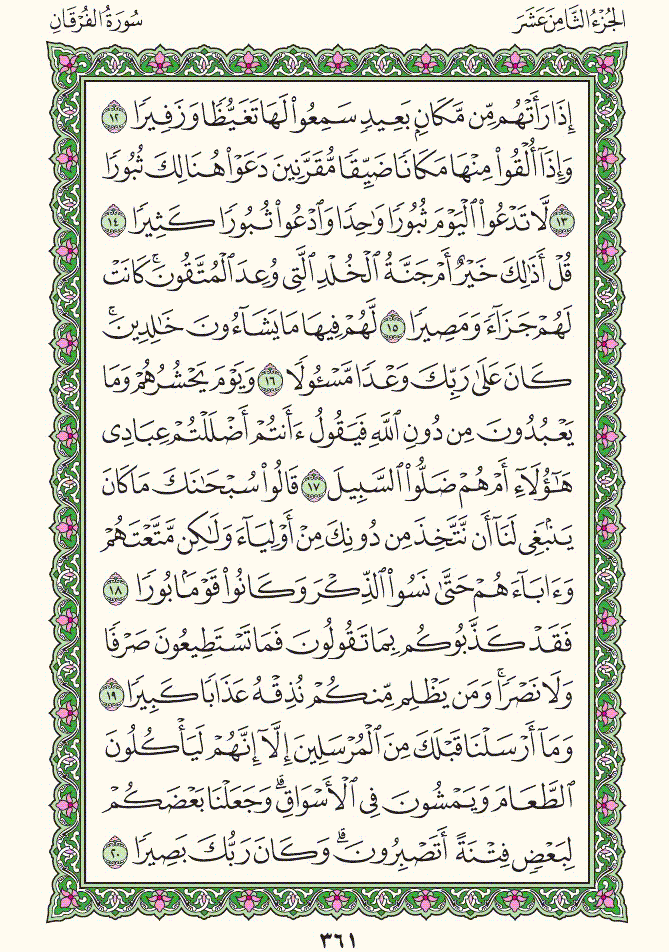 الجُزْءُ الثَّامِنَ عَشَرَ
سُورَةُ الفُرْقَانِ
إِذَا رَأَتْهُم مِّن مَّكَانٍۭ بَعِيدٖ سَمِعُواْ لَهَا تَغَيُّظٗا وَزَفِيرٗا ١٢
وَإِذَآ أُلۡقُواْ مِنۡهَا مَكَانٗا ضَيِّقٗا مُّقَرَّنِينَ دَعَوۡاْ هُنَالِكَ ثُبُورٗا
١٣ لَّا تَدۡعُواْ ٱلۡيَوۡمَ ثُبُورٗا وَٰحِدٗا وَٱدۡعُواْ ثُبُورٗا كَثِيرٗا ١٤
قُلۡ أَذَٰلِكَ خَيۡرٌ أَمۡ جَنَّةُ ٱلۡخُلۡدِ ٱلَّتِي وُعِدَ ٱلۡمُتَّقُونَۚ كَانَتۡ
لَهُمۡ جَزَآءٗ وَمَصِيرٗا ١٥ لَّهُمۡ فِيهَا مَا يَشَآءُونَ خَٰلِدِينَۚ
كَانَ عَلَىٰ رَبِّكَ وَعۡدٗا مَّسۡـُٔولٗا ١٦ وَيَوۡمَ يَحۡشُرُهُمۡ وَمَا
يَعۡبُدُونَ مِن دُونِ ٱللَّهِ فَيَقُولُ ءَأَنتُمۡ أَضۡلَلۡتُمۡ عِبَادِي
هَٰٓؤُلَآءِ أَمۡ هُمۡ ضَلُّواْ ٱلسَّبِيلَ ١٧ قَالُواْ سُبۡحَٰنَكَ مَا كَانَ
يَنۢبَغِي لَنَآ أَن نَّتَّخِذَ مِن دُونِكَ مِنۡ أَوۡلِيَآءَ وَلَٰكِن مَّتَّعۡتَهُمۡ
وَءَابَآءَهُمۡ حَتَّىٰ نَسُواْ ٱلذِّكۡرَ وَكَانُواْ قَوۡمَۢا بُورٗا ١٨
فَقَدۡ كَذَّبُوكُم بِمَا تَقُولُونَ فَمَا تَسۡتَطِيعُونَ صَرۡفٗا
وَلَا نَصۡرٗاۚ وَمَن يَظۡلِم مِّنكُمۡ نُذِقۡهُ عَذَابٗا كَبِيرٗا ١٩
وَمَآ أَرۡسَلۡنَا قَبۡلَكَ مِنَ ٱلۡمُرۡسَلِينَ إِلَّآ إِنَّهُمۡ لَيَأۡكُلُونَ
ٱلطَّعَامَ وَيَمۡشُونَ فِي ٱلۡأَسۡوَاقِۗ وَجَعَلۡنَا بَعۡضَكُمۡ
لِبَعۡضٖ فِتۡنَةً أَتَصۡبِرُونَۗ وَكَانَ رَبُّكَ بَصِيرٗا ٢٠
٣٦١